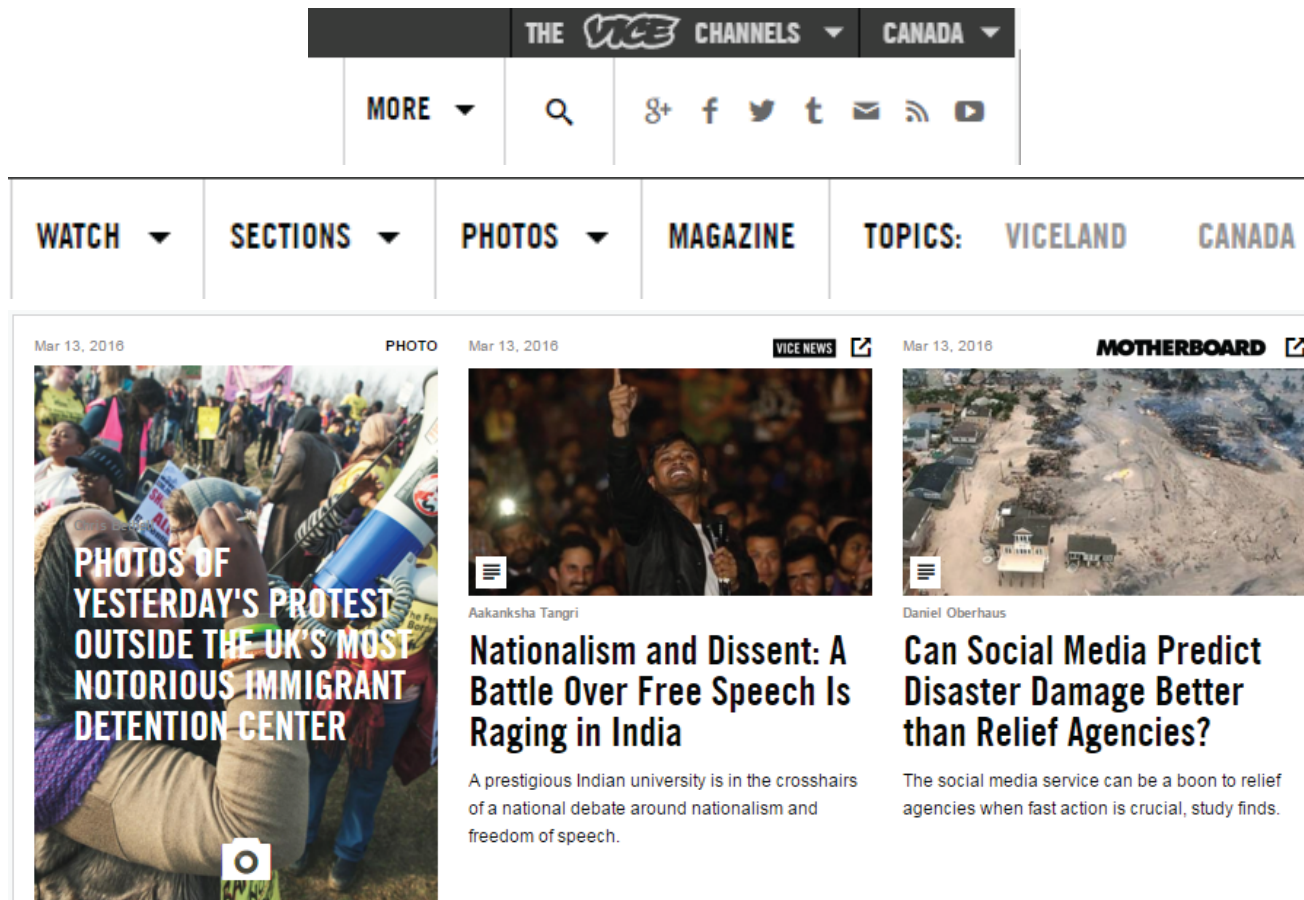 THE VICE CHANNELS CANADA
MORE
g+ f t
WATCH SECTIONS PHOTOS MAGAZINE TOPICS: VICELAND CANADA
Mar 13, 2016 PHOTO
PHOTOS OF
YESTERDAY'S PROTEST
OUTSIDE THE UK'S MOST
NOTORIOUS IMMIGRANT
DETENTION CENTER
Mar 13, 2016 VICE NEWS
Aakanksha Tangri
Nationalism and Dissent: A
Battle Over Free Speech Is
Raging in India
A prestigious Indian university is in the crosshairs
of a national debate around nationalism and
freedom of speech.
Mar 13, 2016 MOTHERBOARD
Daniel Oberhaus
Can Social Media Predict
Disaster Damage Better
than Relief Agencies?
The social media service can be a boon to relief
agencies when fast action is crucial, study finds.